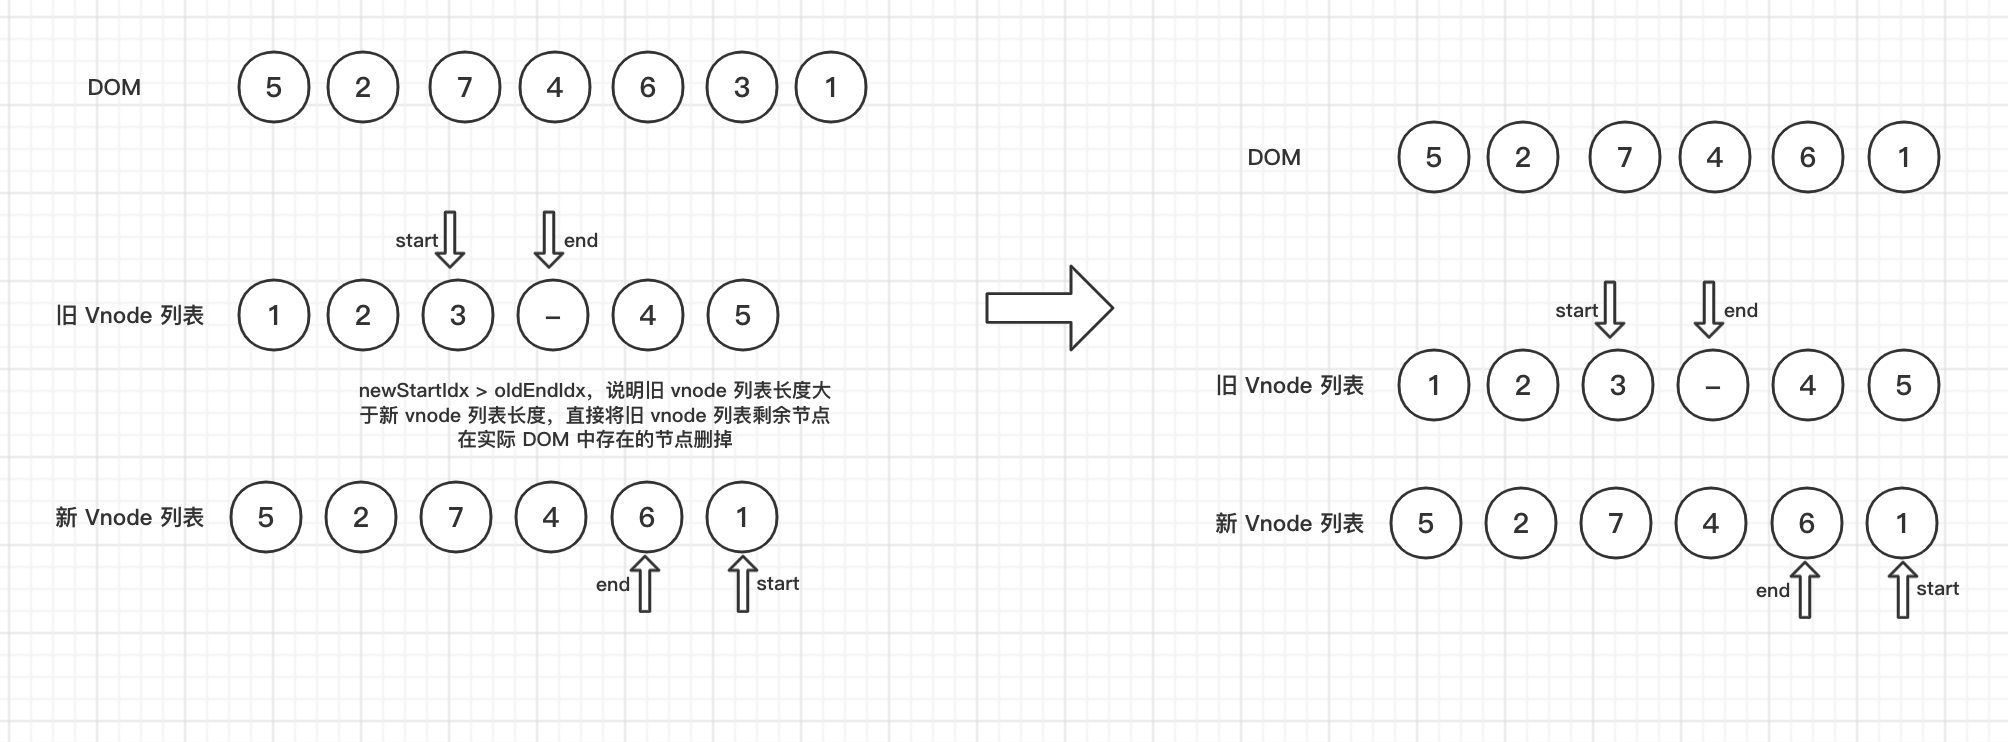 DOM 5 2 7 4 6 3 1
start end
旧 Vnode 列表 1 2 3 – 4 5
newStartIdx > oldEndIdx，说明旧 vnode 列表长度大
于新 vnode 列表长度，直接将旧 vnode 列表剩余节点
在实际 DOM 中存在的节点删掉
新 Vnode 列表 5 2 7 4 6 1
end start
DOM 5 2 7 4 6 1
start end
旧 Vnode 列表 1 2 3 – 4 5
新 Vnode 列表 5 2 7 4 6 1
end start